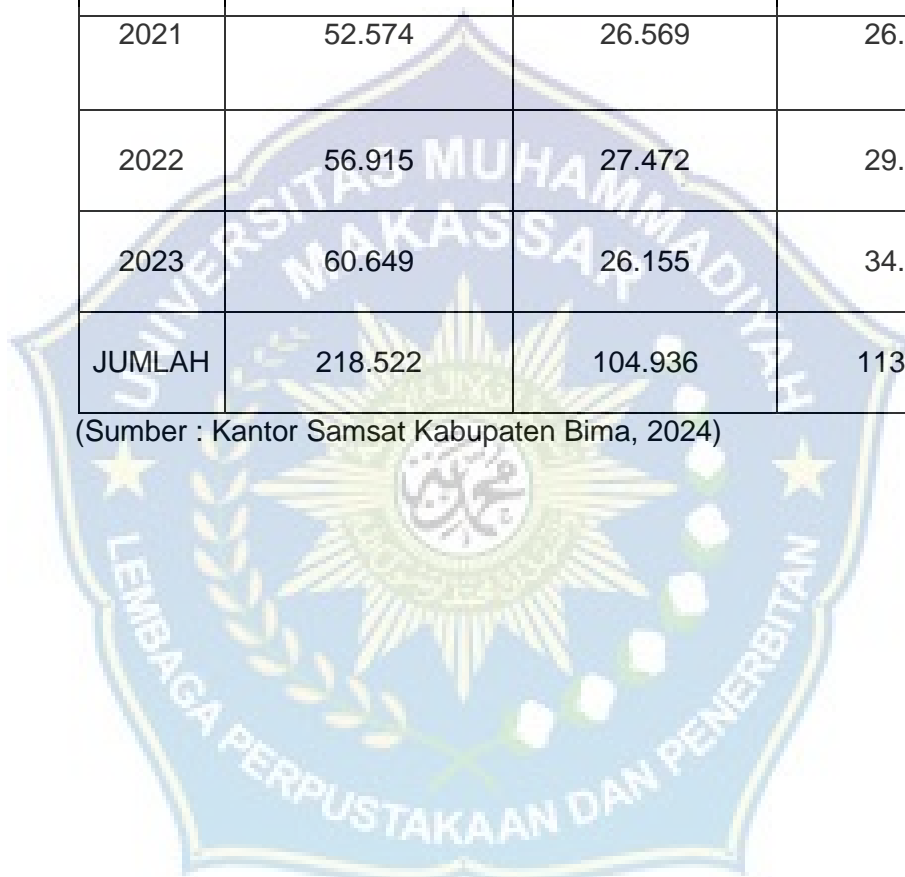 2021 52.574 26.569 26.
2022 56.915 27.472 29.
2023 60.649 26.155 34.
JUMLAH 218.522 104.936 113
(Sumber : Kantor Samsat Kabupaten Bima, 2024)
UNIVERSITAS MUHAMMADIYAH
MAKASSAR
LEMBAGA PERPUSTAKAAN DAN PENERBITAN
محمد